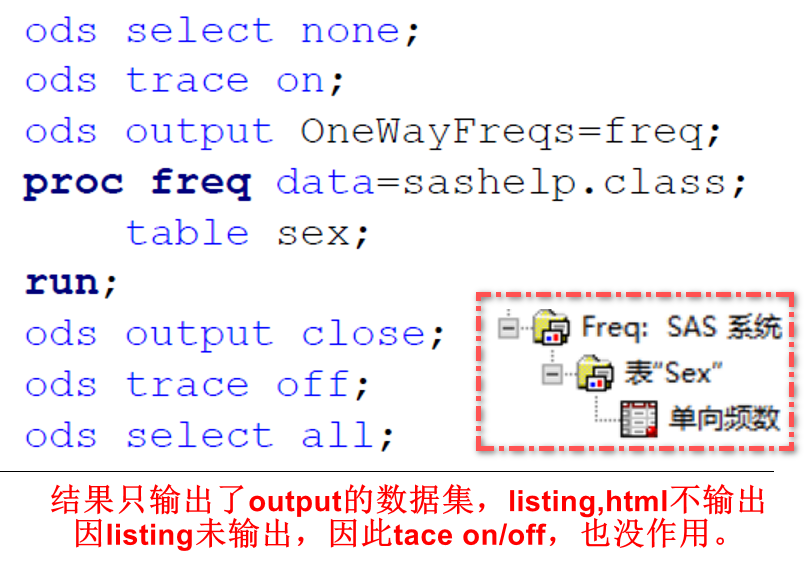 ods select none;
ods trace on;
ods output OneWayFreqs=freq;
proc freq data=sashelp.class;
table sex;
run;
ods output close;
ods trace off;
ods select all;
Freq: SAS 系统
表“Sex”
单向频数
结果只输出了output的数据集，listing,html不输出
因listing未输出，因此tace on/off，也没作用。